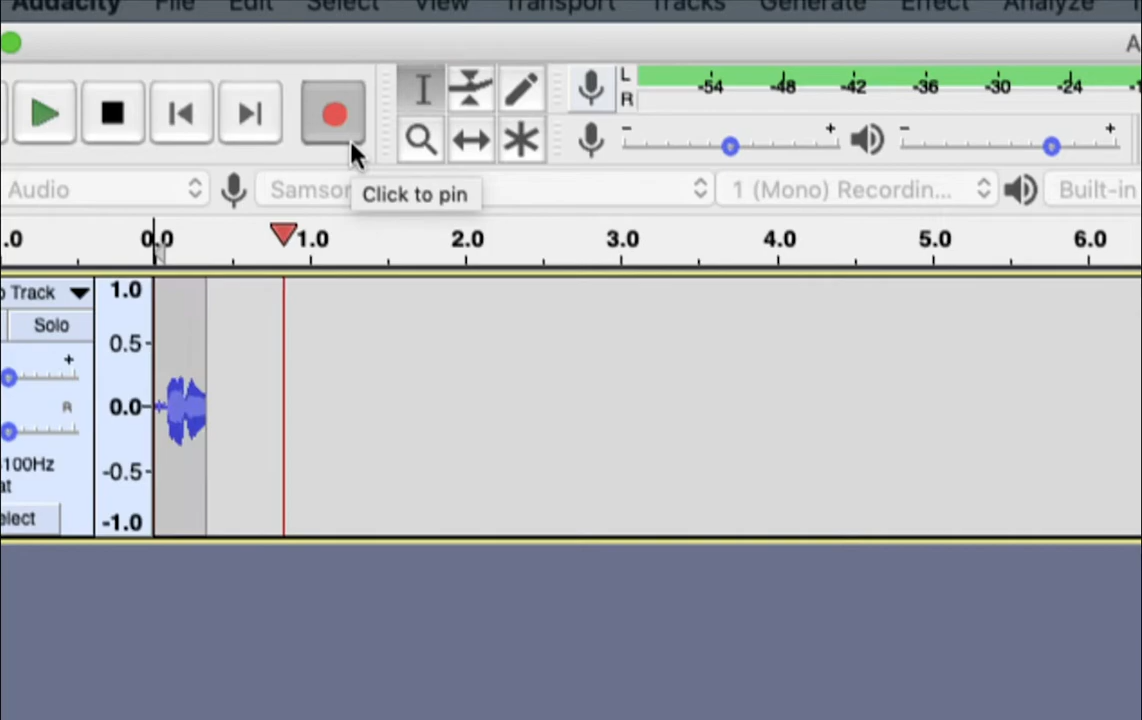 Audacity File Edit Select View Transport Tracks Generate Effect Analyze
A
L
R
-54 -48 -42 -36 -30 -24 -1
- + - +
Audio Samson 1 (Mono) Recordin... Built-in
Click to pin
.0 0.0 1.0 2.0 3.0 4.0 5.0 6.0
o Track 1.0
Solo
0.5-
+
R 0.0-
100Hz -0.5-
at
elect -1.0